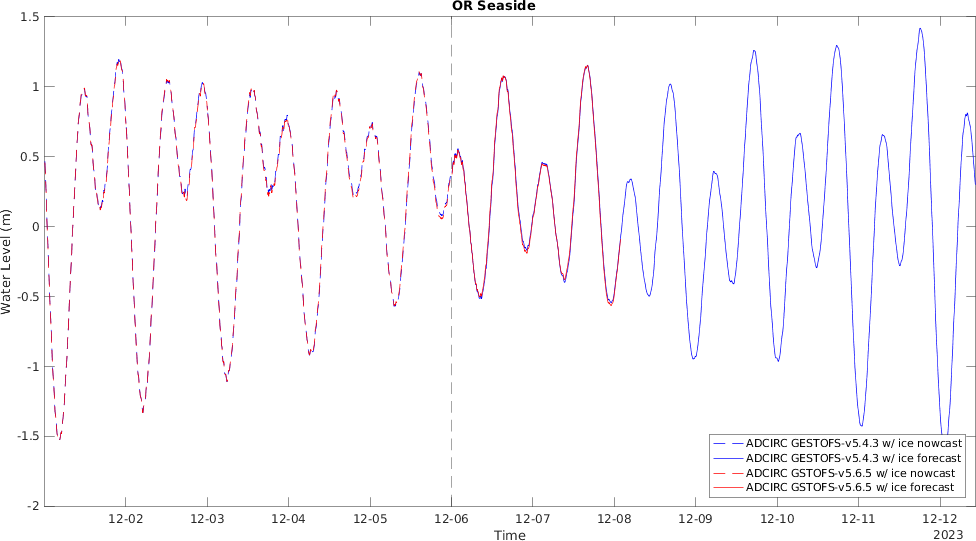 OR Seaside
1.5
1
0.5
0
-0.5
-1
-1.5
-2
Water Level (m)
12-02
12-03
12-04
12-05
12-06
12-07
12-08
12-09
12-10
12-11
12-12
2023
Time
ADCIRC GESTOFS-v5.4.3 w/ ice nowcast
ADCIRC GESTOFS-v5.4.3 w/ ice forecast
ADCIRC GSTOFS-v5.6.5 w/ ice nowcast
ADCIRC GSTOFS-v5.6.5 w/ ice forecast